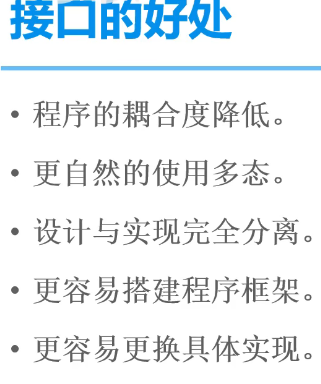 接口的好处
• 程序的耦合度降低。
• 更自然的使用多态。
• 设计与实现完全分离。
• 更容易搭建程序框架。
• 更容易更换具体实现。